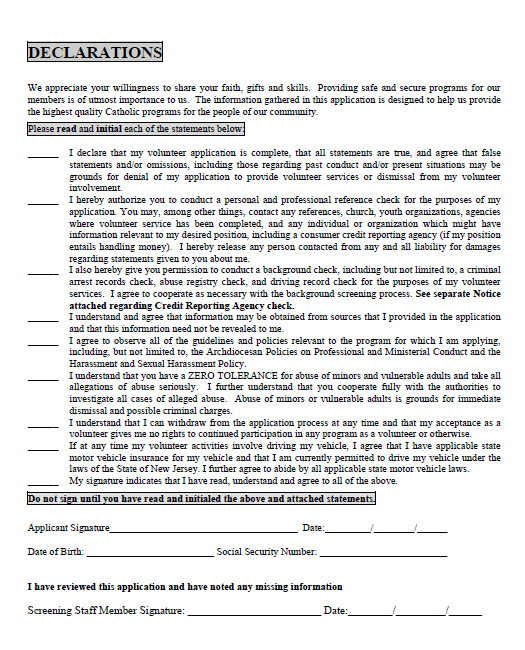 DECLARATIONS
We appreciate your willingness to share your faith, gifts and skills. Providing safe and secure programs for our
members is of utmost importance to us. The information gathered in this application is designed to help us provide
the highest quality Catholic programs for the people of our community.
Please read and initial each of the statements below:
______ I declare that my volunteer application is complete, that all statements are true, and agree that false
statements and/or omissions, including those regarding past conduct and/or present situations may be
grounds for denial of my application to provide volunteer services or dismissal from my volunteer
involvement.
______ I hereby authorize you to conduct a personal and professional reference check for the purposes of my
application. You may, among other things, contact any references, church, youth organizations, agencies
where volunteer service has been completed, and any individual or organization which might have
information relevant to my desired position, including a consumer credit reporting agency (if my position
entails handling money). I hereby release any person contacted from any and all liability for damages
regarding statements given to you about me.
______ I also hereby give you permission to conduct a background check, including but not limited to, a criminal
arrest records check, abuse registry check, and driving record check for the purposes of my volunteer
services. I agree to cooperate as necessary with the background screening process. See separate Notice
attached regarding Credit Reporting Agency check.
______ I understand and agree that information may be obtained from sources that I provided in the application
and that this information need not be revealed to me.
______ I agree to observe all of the guidelines and policies relevant to the program for which I am applying,
including, but not limited to, the Archdiocesan Policies on Professional and Ministerial Conduct and the
Harassment and Sexual Harassment Policy.
______ I understand that you have a ZERO TOLERANCE for abuse of minors and vulnerable adults and take all
allegations of abuse seriously. I further understand that you cooperate fully with the authorities to
investigate all cases of alleged abuse. Abuse of minors or vulnerable adults is grounds for immediate
dismissal and possible criminal charges.
______ I understand that I can withdraw from the application process at any time and that my acceptance as a
volunteer gives me no rights to continued participation in any program as a volunteer or otherwise.
______ If at any time my volunteer activities involve driving my vehicle, I agree that I have applicable state
motor vehicle insurance for my vehicle and that I am currently permitted to drive my vehicle under the
laws of the State of New Jersey. I further agree to abide by all applicable state motor vehicle laws.
______ My signature indicates that I have read, understand and agree to all of the above.
Do not sign until you have read and initialed the above and attached statements.
Applicant Signature____________________________________ Date:_________/________/______
Date of Birth: _________________________ Social Security Number: _________________________
I have reviewed this application and have noted any missing information
Screening Staff Member Signature: _________________________ Date:________/_________/______